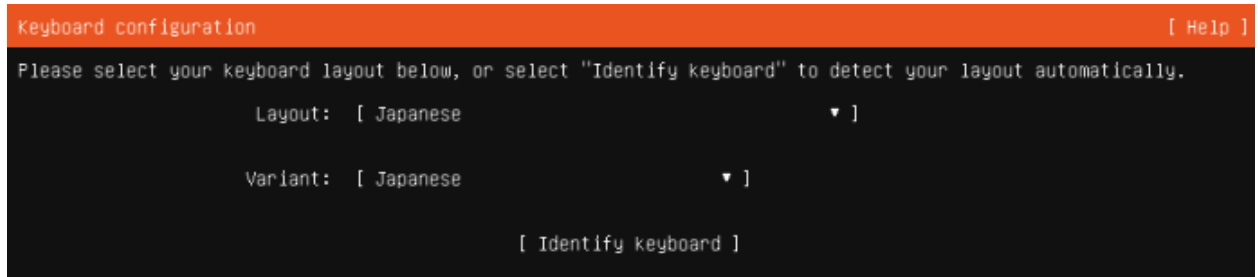 Keyboard configuration [ Help ]
Please select your keyboard layout below, or select "Identify keyboard" to detect your layout automatically.
Layout: [ Japanese ▾ ]
Variant: [ Japanese ▾ ]
[ Identify keyboard ]